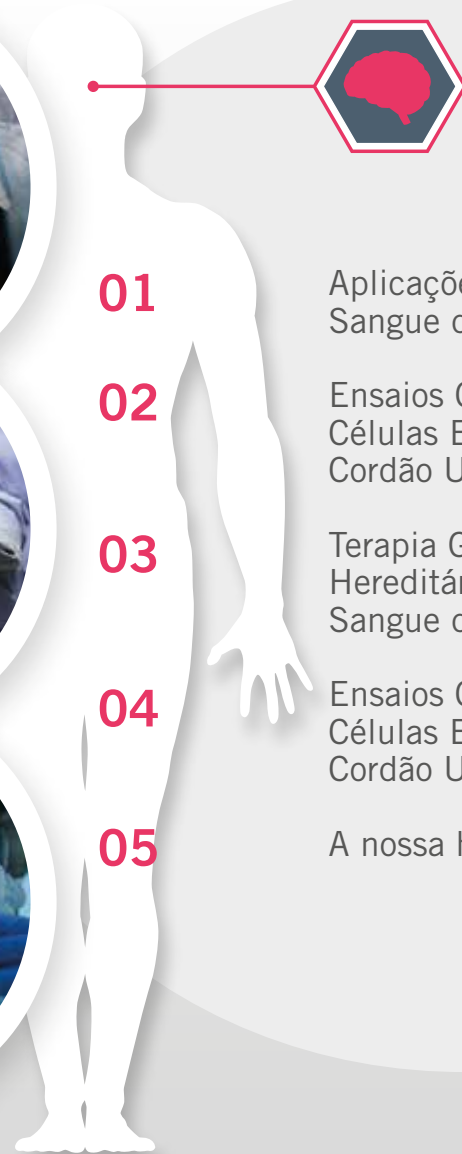 01
Aplicaçõe
Sangue d
02
Ensaios C
Células E
Cordão U
03
Terapia G
Hereditár
Sangue d
04
Ensaios C
Células E
Cordão U
05
A nossa h